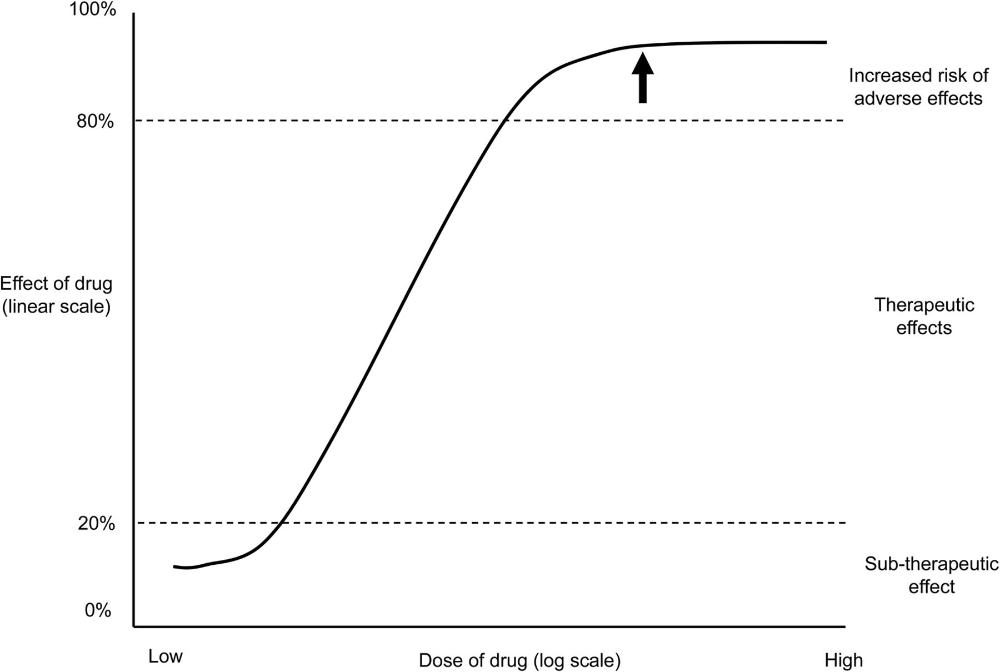 100%
Increased risk of
adverse effects
80%
Effect of drug
(linear scale)
Therapeutic
effects
20%
Sub-therapeutic
effect
0%
Low
Dose of drug (log scale)
High